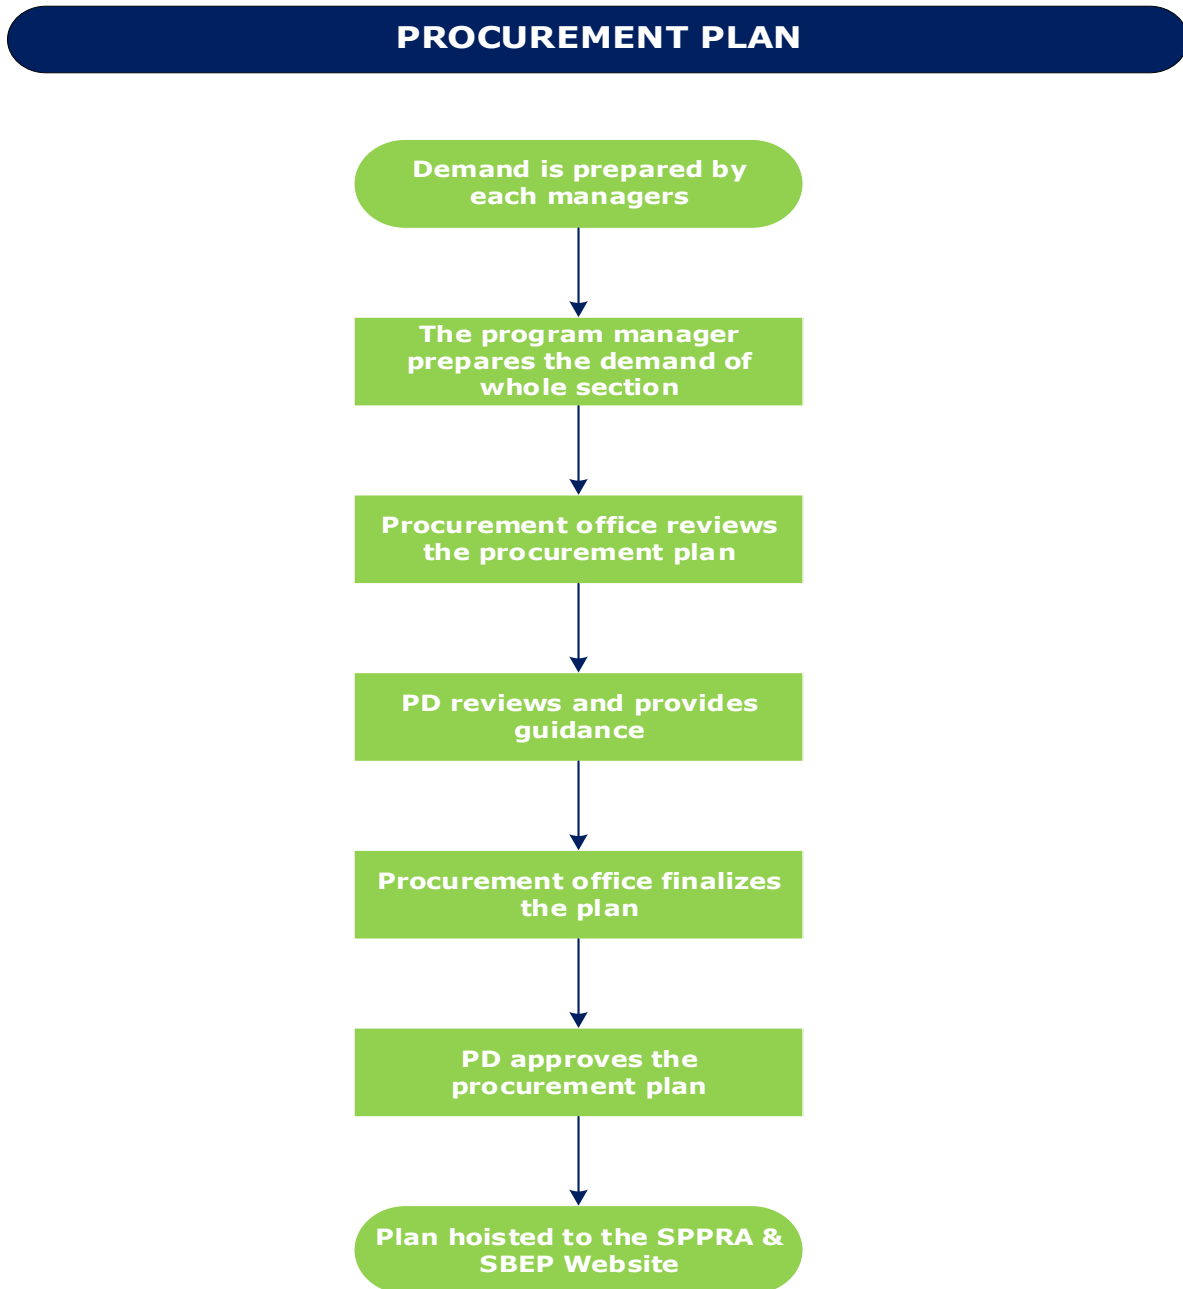 PROCUREMENT PLAN
Demand is prepared by
each managers
The program manager
prepares the demand of
whole section
Procurement office reviews
the procurement plan
PD reviews and provides
guidance
Procurement office finalizes
the plan
PD approves the
procurement plan
Plan hoisted to the SPPRA &
SBEP Website